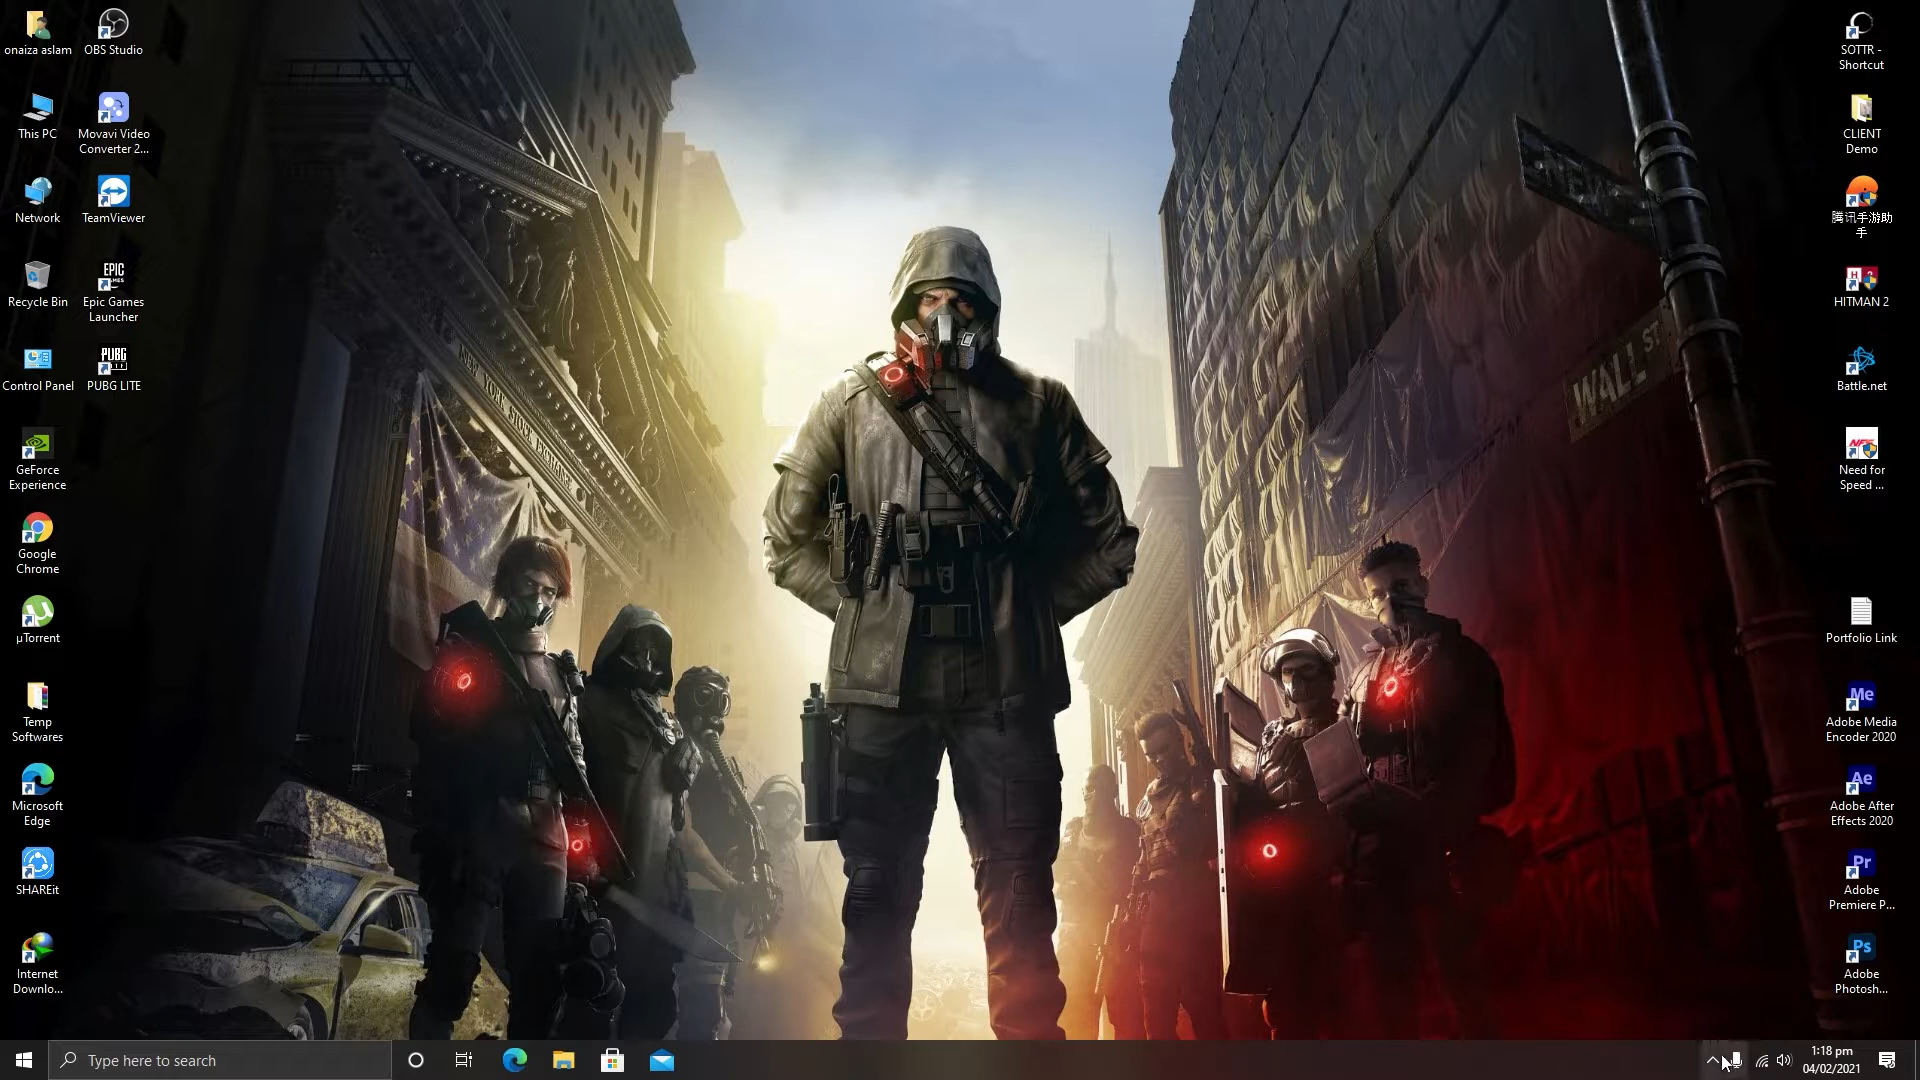 onaiza aslam
OBS Studio
This PC
Movavi Video
Converter 2...
Network
TeamViewer
Recycle Bin
EPIC
GAMES
Epic Games
Launcher
Control Panel
PUBG
LITE
PUBG LITE
GeForce
Experience
Google
Chrome
µTorrent
Temp
Softwares
Microsoft
Edge
SHAREit
Internet
Downlo...
NEW YORK STOCK EXCHANGE
WALL ST
SOTTR -
Shortcut
CLIENT
Demo
腾讯手游助
手
H 2
HITMAN 2
Battle.net
NFS
Need for
Speed ...
Portfolio Link
Me
Adobe Media
Encoder 2020
Ae
Adobe After
Effects 2020
Pr
Adobe
Premiere P...
Ps
Adobe
Photosh...
Type here to search
1:18 pm
04/02/2021